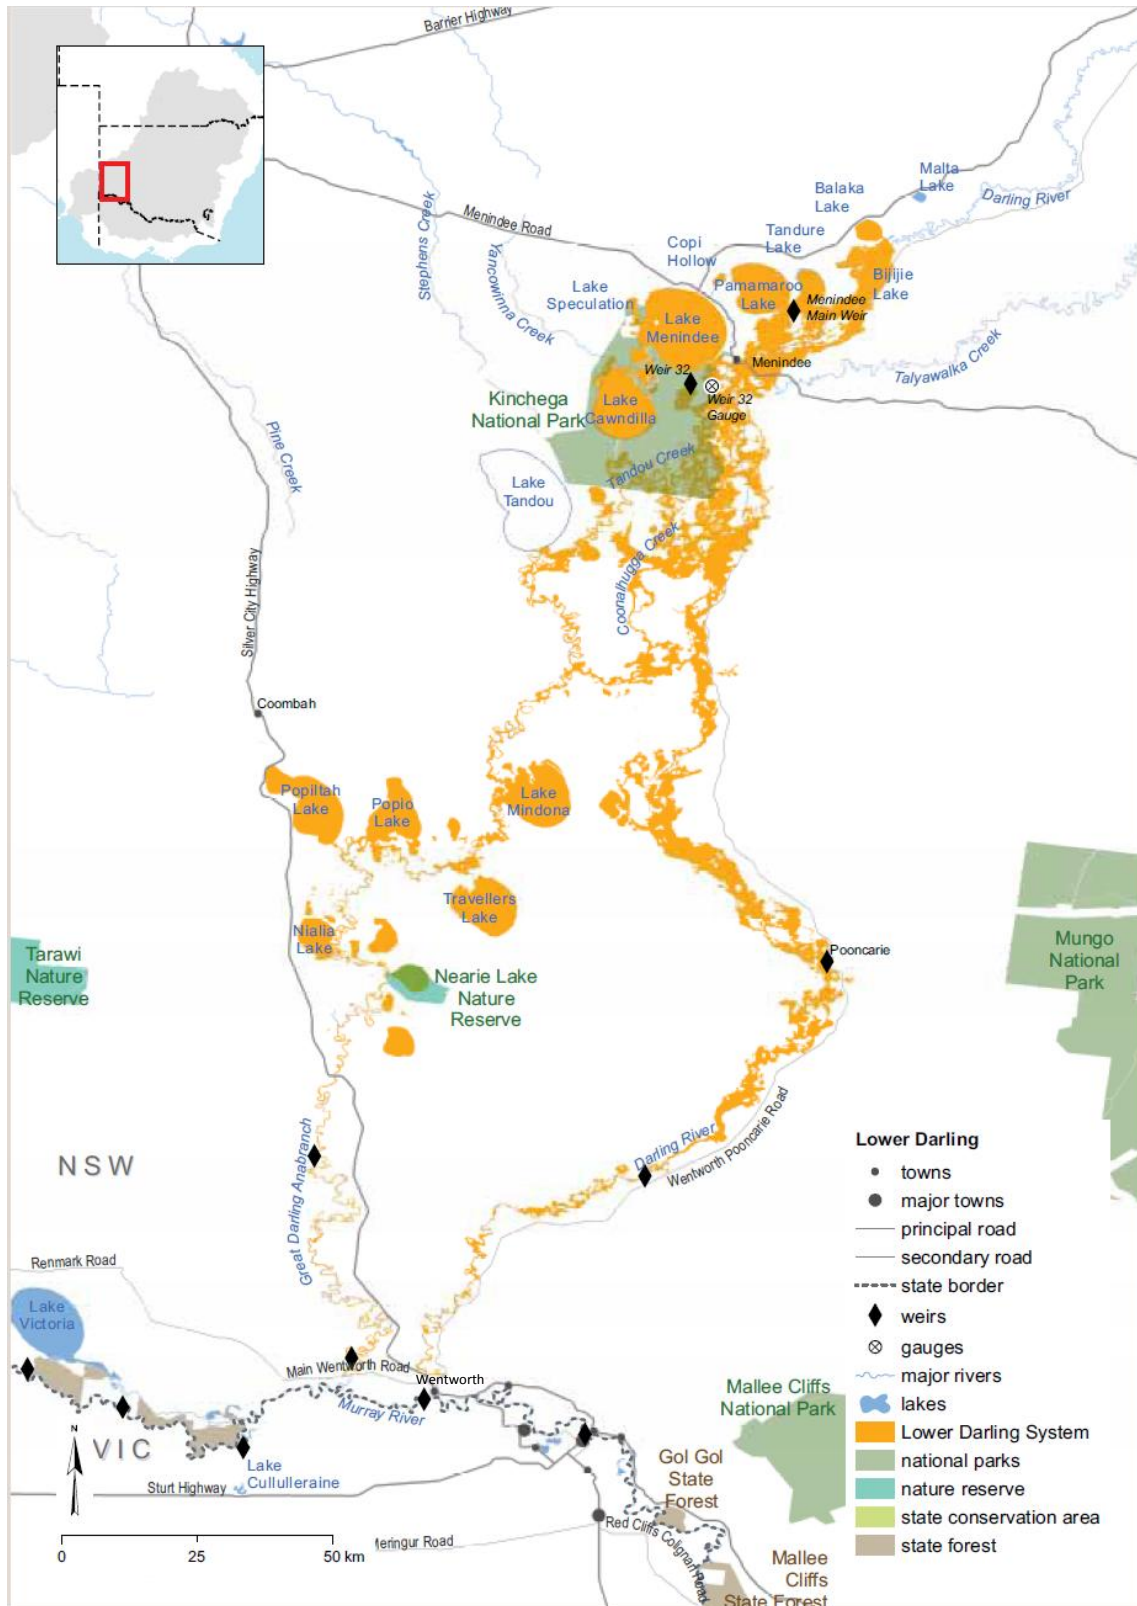 Barrier Highway
Malta
Lake
Balaka
Lake
Darling River
Stephens Creek
Menindee Road
Tandure
Lake
Copi
Hollow
Yancowinna Creek
Bijijie
Lake
Lake
Speculation
Pamamaroo
Lake
Menindee
Main Weir
Lake
Menindee
Menindee
Talyawalka Creek
Weir 32
Kinchega
National Park
Lake
Cawndilla
Weir 32
Gauge
Pine Creek
Tandou Creek
Lake
Tandou
Coonalhugga Creek
Silver City Highway
Coombah
Popiltah
Lake
Popio
Lake
Lake
Mindona
Travellers
Lake
Nialia
Lake
Tarawi
Nature
Reserve
Nearie Lake
Nature
Reserve
Pooncarie
Mungo
National
Park
Great Darling Anabranch
Darling River
Wentworth Pooncarie Road
NSW
Renmark Road
Lake
Victoria
Main Wentworth Road
Wentworth
Murray River
Mallee Cliffs
National Park
N
VIC
Lake
Cullulleraine
Sturt Highway
Gol Gol
State
Forest
Red Cliffs Colignan Road
Meringur Road
Mallee
Cliffs
State Forest
0 25 50 km
Lower Darling
towns
major towns
principal road
secondary road
state border
weirs
gauges
major rivers
lakes
Lower Darling System
national parks
nature reserve
state conservation area
state forest